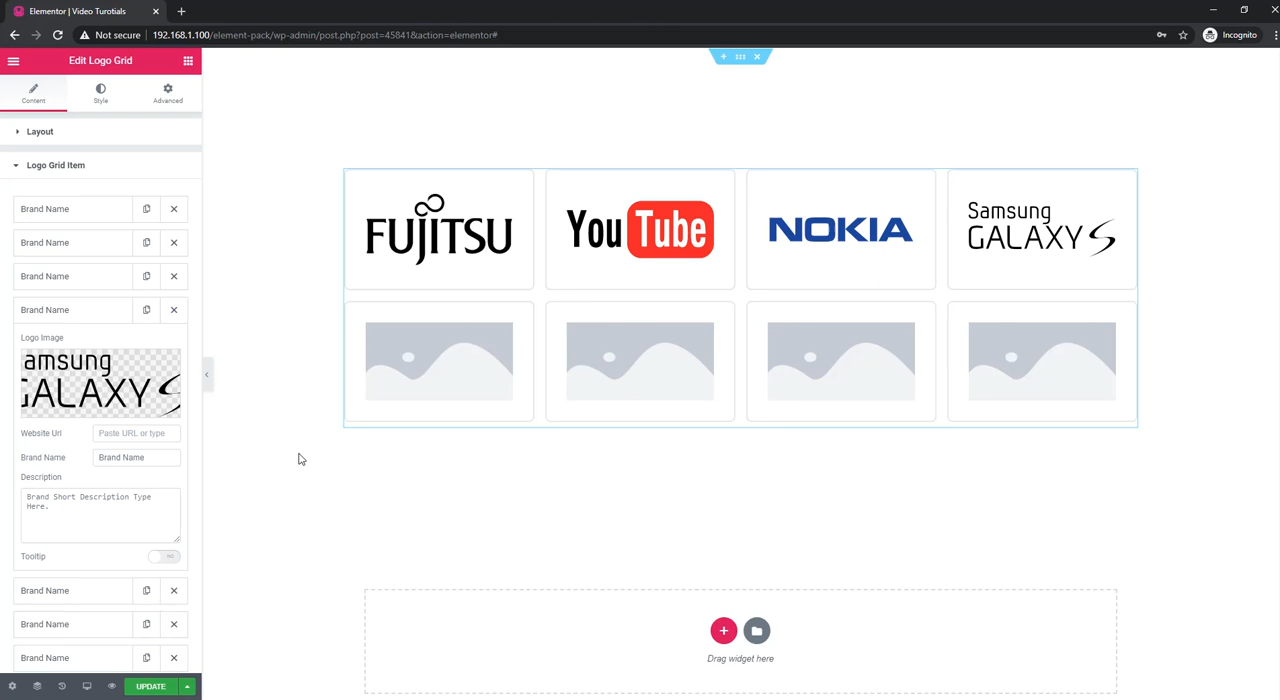 Elementor | Video Turotials
Not secure
192.168.1.100/element-pack/wp-admin/post.php?post=45841&action=elementor#
Incognito
Edit Logo Grid
Content
Style
Advanced
Layout
Logo Grid Item
Brand Name
Brand Name
Brand Name
Brand Name
Logo Image
amsung
GALAXY S
Website Url
Paste URL or type
Brand Name
Brand Name
Description
Brand Short Description Type
Here.
Tooltip
NO
Brand Name
Brand Name
Brand Name
UPDATE
FUJITSU
YouTube
NOKIA
Samsung
GALAXY S
Drag widget here